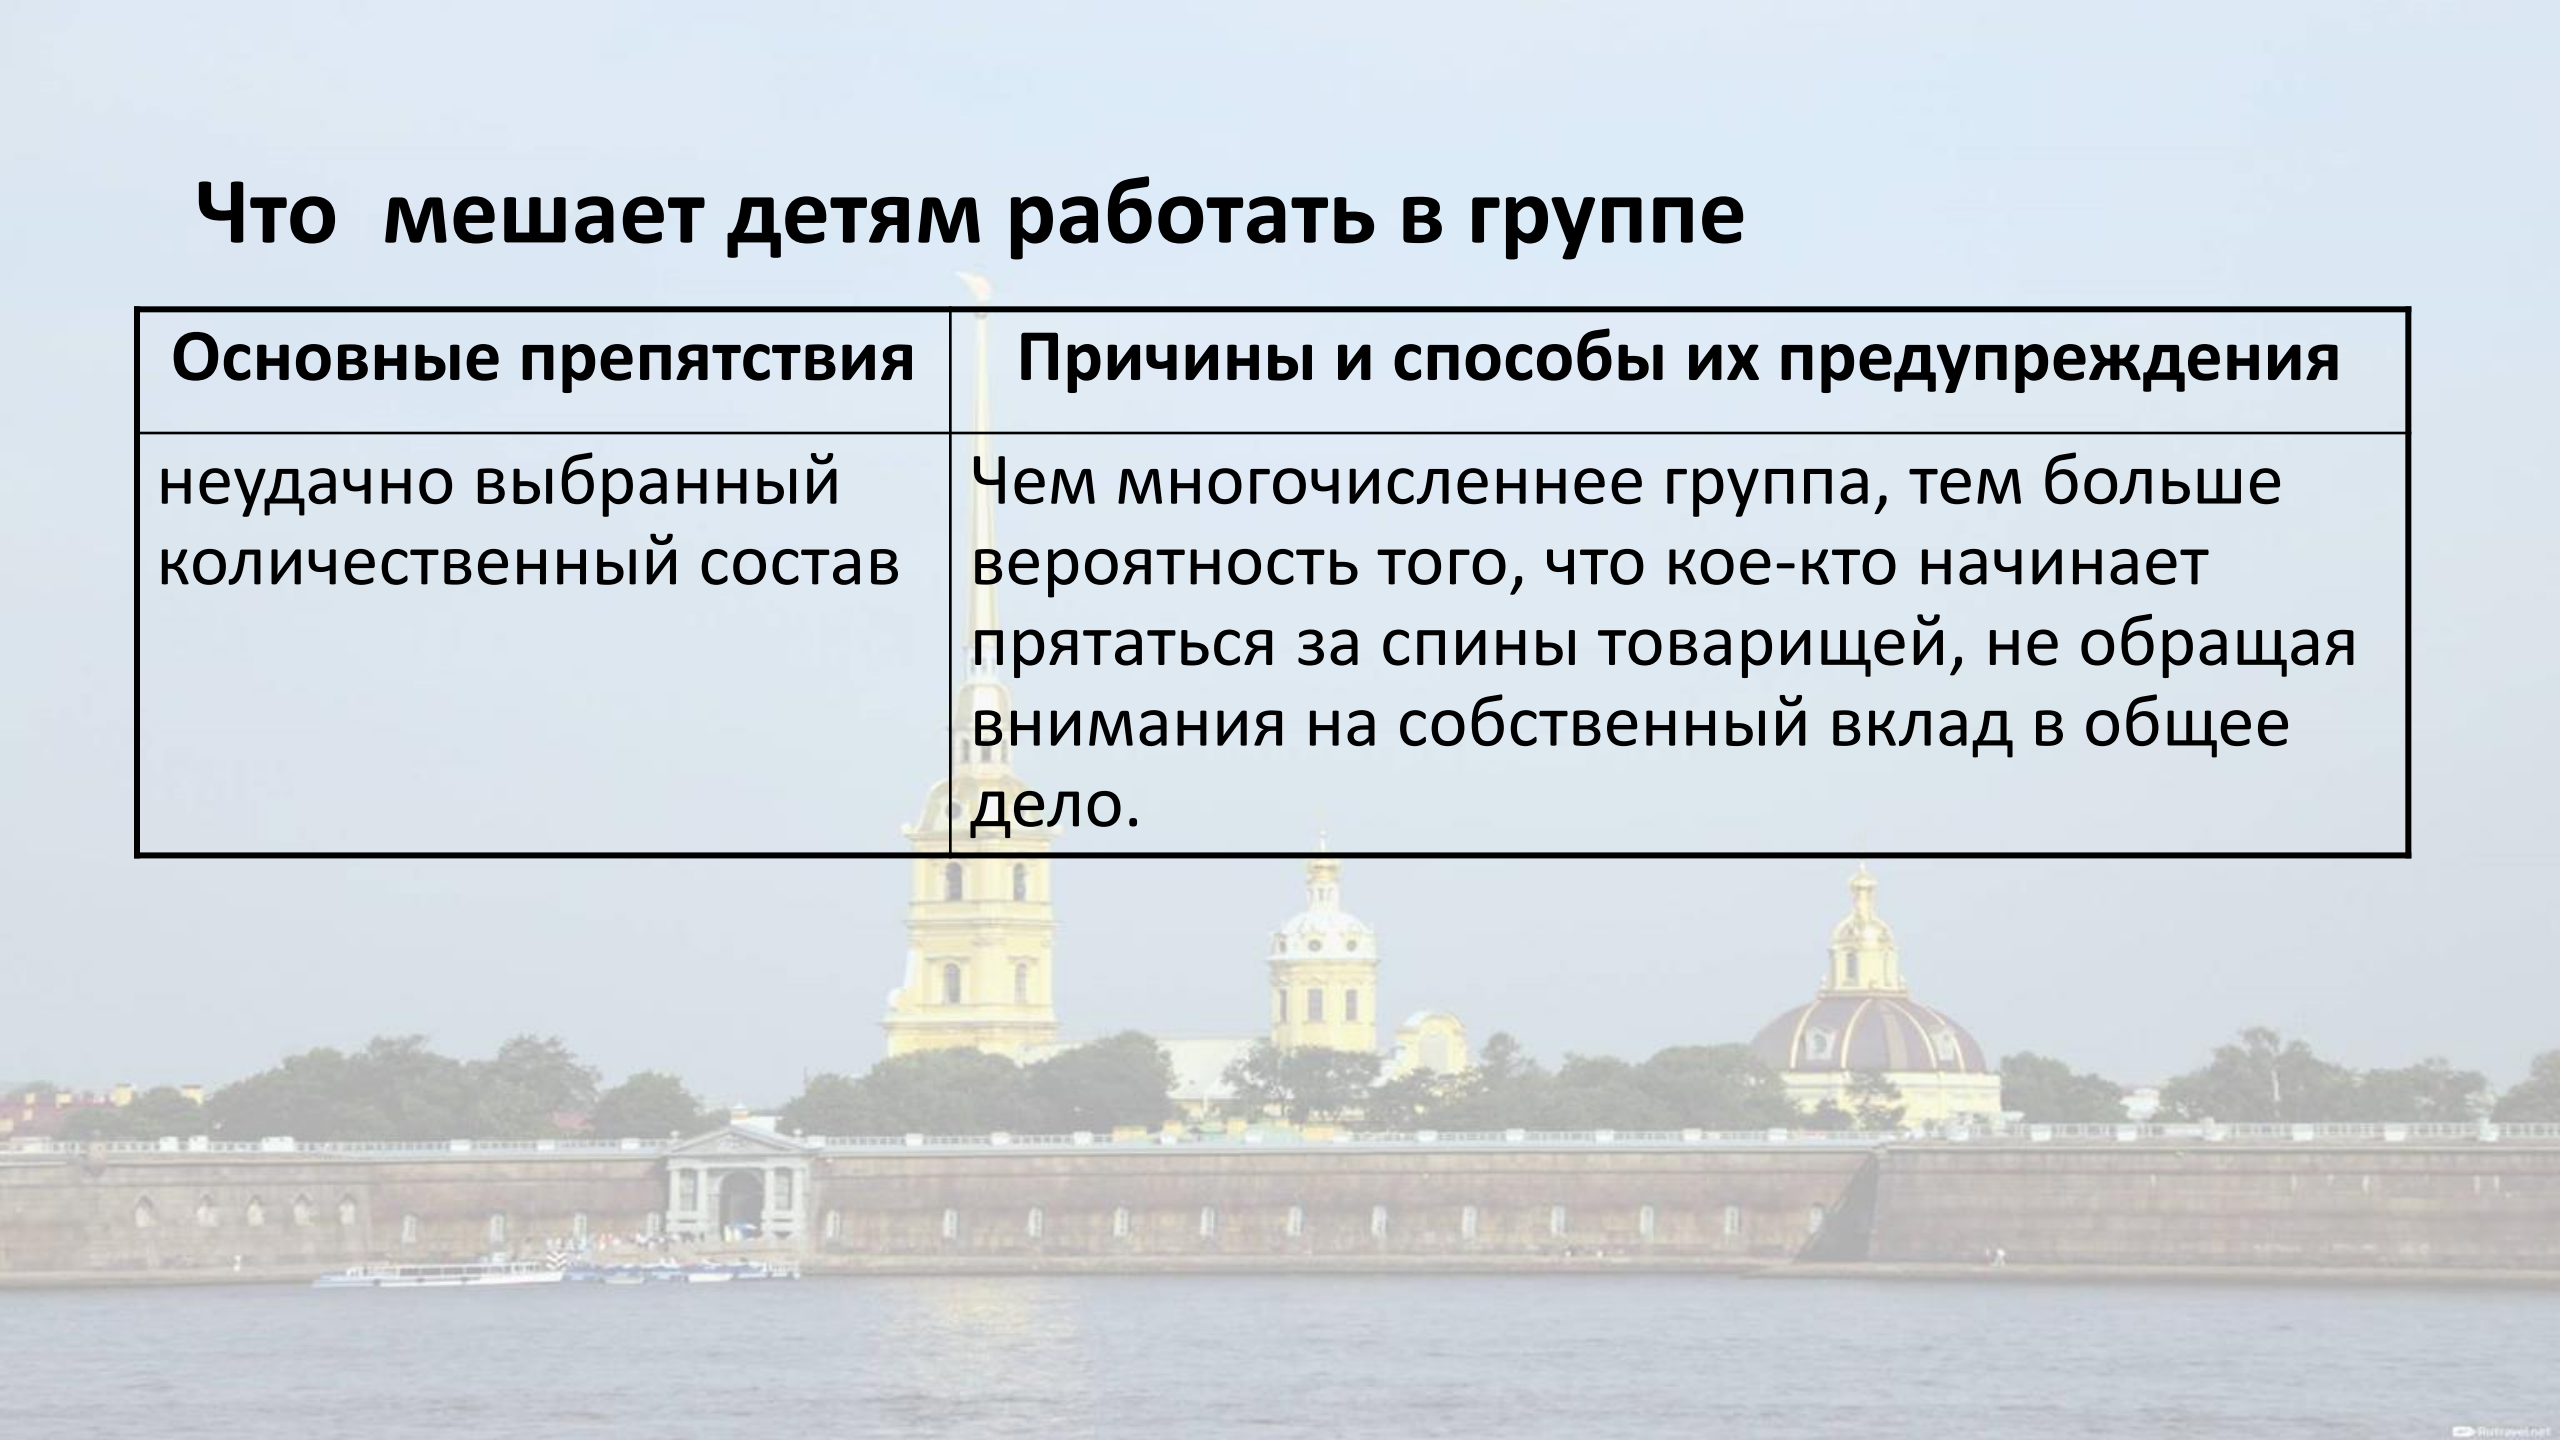 Что  мешает детям работать в группе
Основные препятствия
Причины и способы их предупреждения
неудачно выбранный
количественный состав
Чем многочисленнее группа, тем больше
вероятность того, что кое-кто начинает
прятаться за спины товарищей, не обращая
внимания на собственный вклад в общее
дело.
Rutravel.net